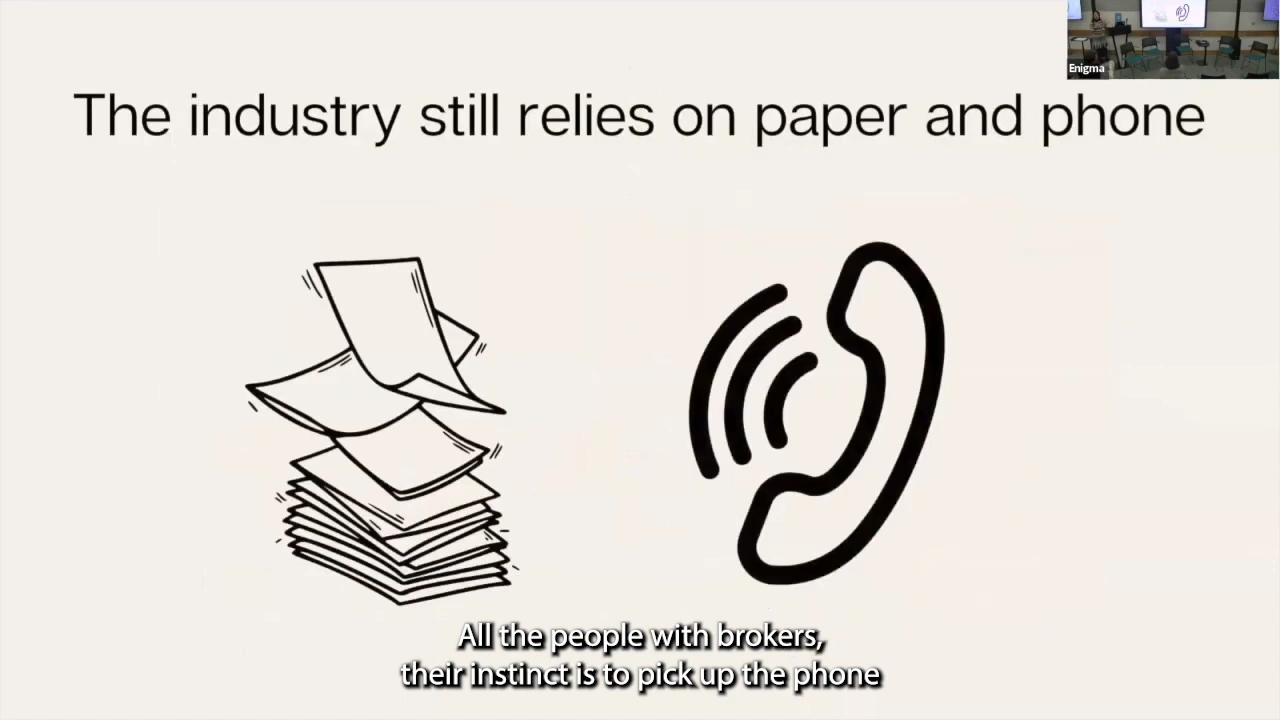 Enigma
The industry still relies on paper and phone
All the people with brokers,
their instinct is to pick up the phone